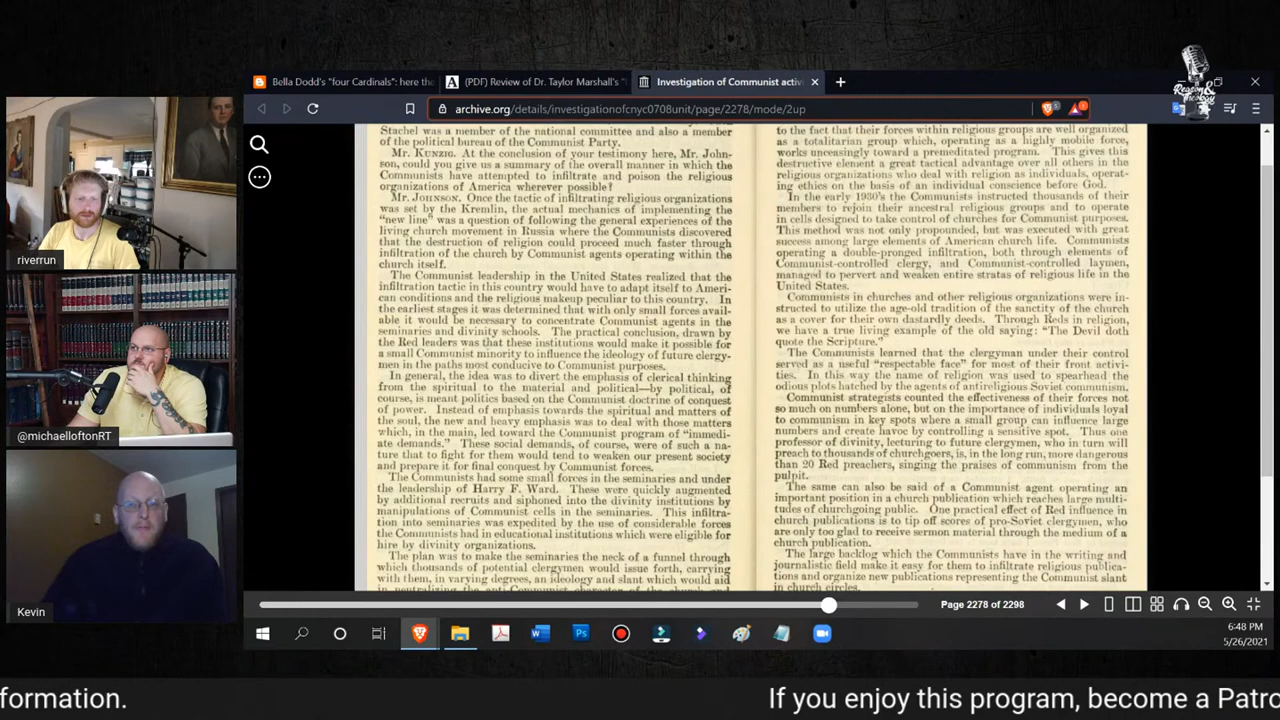 Bella Dodd's "four Cardinals": here the
(PDF) Review of Dr. Taylor Marshall's "
Investigation of Communist activ
archive.org/details/investigationofcnyc0708unit/page/2278/mode/2up
Reason &
Theology
riverrun
@michaelloftonRT
Kevin
Stachel was a member of the national committee and also a member
of the political bureau of the Communist Party.
Mr. KUNZIG. At the conclusion of your testimony here, Mr. John-
son, could you give us a summary of the overall manner in which the
Communists have attempted to infiltrate and poison the religious
organizations of America wherever possible?
Mr. JOHNSON. Once the tactic of infiltrating religious organizations
was set by the Kremlin, the actual mechanics of implementing the
"new line" was a question of following the general experiences of the
living church movement in Russia where the Communists discovered
that the destruction of religion could proceed much faster through
infiltration of the church by Communist agents operating within the
church itself.
The Communist leadership in the United States realized that the
infiltration tactic in this country would have to adapt itself to Ameri-
can conditions and the religious makeup peculiar to this country. In
the earliest stages it was determined that with only small forces avail-
able it would be necessary to concentrate Communist agents in the
seminaries and divinity schools. The practical conclusion, drawn by
the Red leaders was that these institutions would make it possible for
a small Communist minority to influence the ideology of future clergy-
men in the paths most conducive to Communist purposes.
In general, the idea was to divert the emphasis of clerical thinking
from the spiritual to the material and political—by political, of
course, is meant politics based on the Communist doctrine of conquest
of power. Instead of emphasis towards the spiritual and matters of
the soul, the new and heavy emphasis was to deal with those matters
which, in the main, led toward the Communist program of "immedi-
ate demands." These social demands, of course, were of such a na-
ture that to fight for them would tend to weaken our present society
and prepare it for final conquest by Communist forces.
The Communists had some small forces in the seminaries and under
the leadership of Harry F. Ward. These were quickly augmented
by additional recruits and siphoned into the divinity institutions by
manipulations of Communist cells in the seminaries. This infiltra-
tion into seminaries was expedited by the use of considerable forces
the Communists had in educational institutions which were eligible for
hire by divinity organizations.
The plan was to make the seminaries the neck of a funnel through
which thousands of potential clergymen would issue forth, carrying
with them, in varying degrees, an ideology and slant which would aid
in neutralizing the anti-Communist character of the church and
to the fact that their forces within religious groups are well organized
as a totalitarian group which, operating as a highly mobile force,
works unceasingly toward a premeditated program. This gives this
destructive element a great tactical advantage over all others in the
religious organizations who deal with religion as individuals, operat-
ing ethics on the basis of an individual conscience before God.
In the early 1930's the Communists instructed thousands of their
members to rejoin their ancestral religious groups and to operate
in cells designed to take control of churches for Communist purposes.
This method was not only propounded, but was executed with great
success among large elements of American church life. Communists
operating a double-pronged infiltration, both through elements of
Communist-controlled clergy, and Communist-controlled laymen,
managed to pervert and weaken entire stratas of religious life in the
United States.
Communists in churches and other religious organizations were in-
structed to utilize the age-old tradition of the sanctity of the church
as a cover for their own dastardly deeds. Through Reds in religion,
we have a true living example of the old saying: "The Devil doth
quote the Scripture."
The Communists learned that the clergyman under their control
served as a useful "respectable face" for most of their front activi-
ties. In this way the name of religion was used to spearhead the
odious plots hatched by the agents of antireligious Soviet communism.
Communist strategists counted the effectiveness of their forces not
so much on numbers alone, but on the importance of individuals loyal
to communism in key spots where a small group can influence large
numbers and create havoc by controlling a sensitive spot. Thus one
professor of divinity, lecturing to future clergymen, who in turn will
preach to thousands of churchgoers, is, in the long run, more dangerous
than 20 Red preachers, singing the praises of communism from the
pulpit.
The same can also be said of a Communist agent operating an
important position in a church publication which reaches large multi-
tudes of churchgoing public. One practical effect of Red influence in
church publications is to tip off scores of pro-Soviet clergymen, who
are only too glad to receive sermon material through the medium of a
church publication.
The large backlog which the Communists have in the writing and
journalistic field make it easy for them to infiltrate religious publica-
tions and organize new publications representing the Communist slant
in church circles.
Page 2278 of 2298
6:48 PM
5/26/2021
formation.
If you enjoy this program, become a Patro